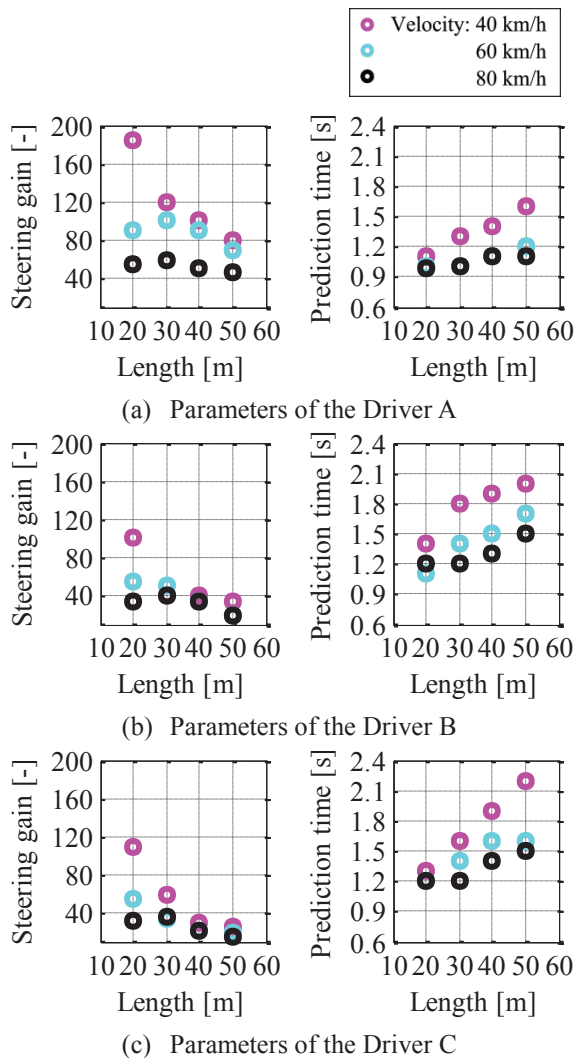 Velocity: 40 km/h
60 km/h
80 km/h
Steering gain [-]
200
160
120
80
40
10 20 30 40 50 60
Length [m]
Prediction time [s]
2.4
2.1
1.8
1.5
1.2
0.9
0.6
10 20 30 40 50 60
Length [m]
(a) Parameters of the Driver A
Steering gain [-]
200
160
120
80
40
10 20 30 40 50 60
Length [m]
Prediction time [s]
2.4
2.1
1.8
1.5
1.2
0.9
0.6
10 20 30 40 50 60
Length [m]
(b) Parameters of the Driver B
Steering gain [-]
200
160
120
80
40
10 20 30 40 50 60
Length [m]
Prediction time [s]
2.4
2.1
1.8
1.5
1.2
0.9
0.6
10 20 30 40 50 60
Length [m]
(c) Parameters of the Driver C